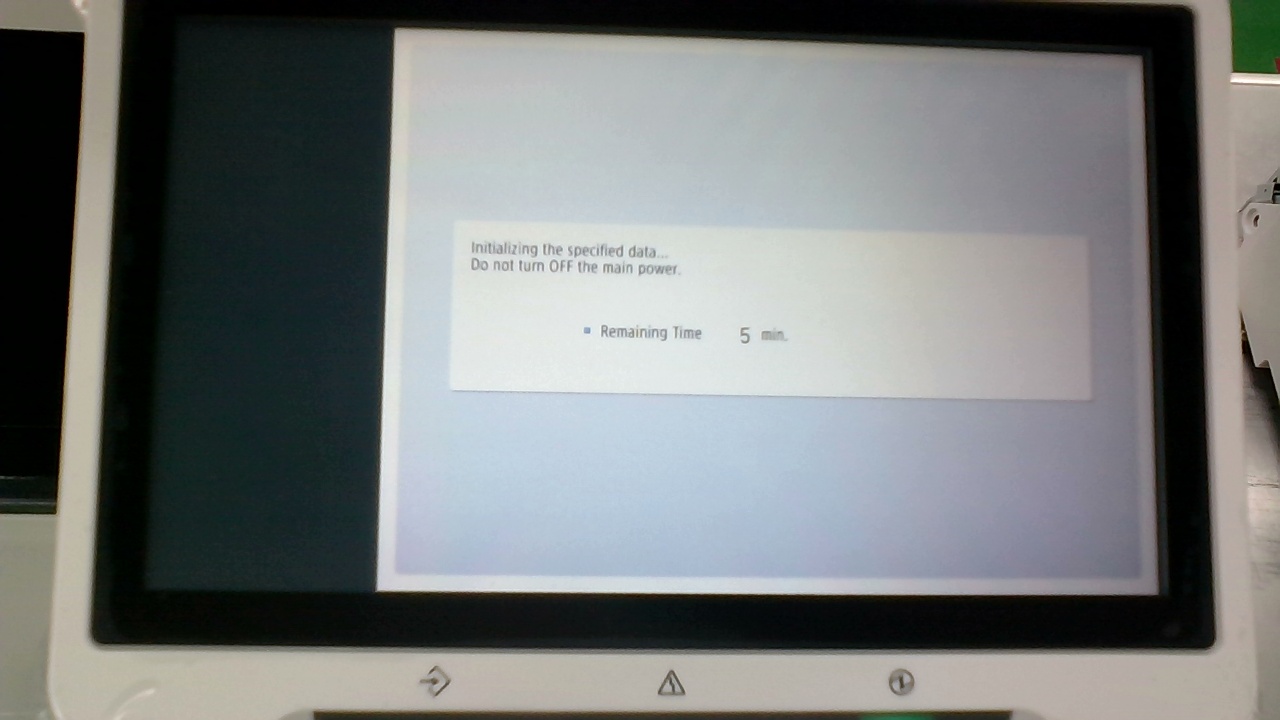 Initializing the specified data...
Do not turn OFF the main power.
Remaining Time 5 min.